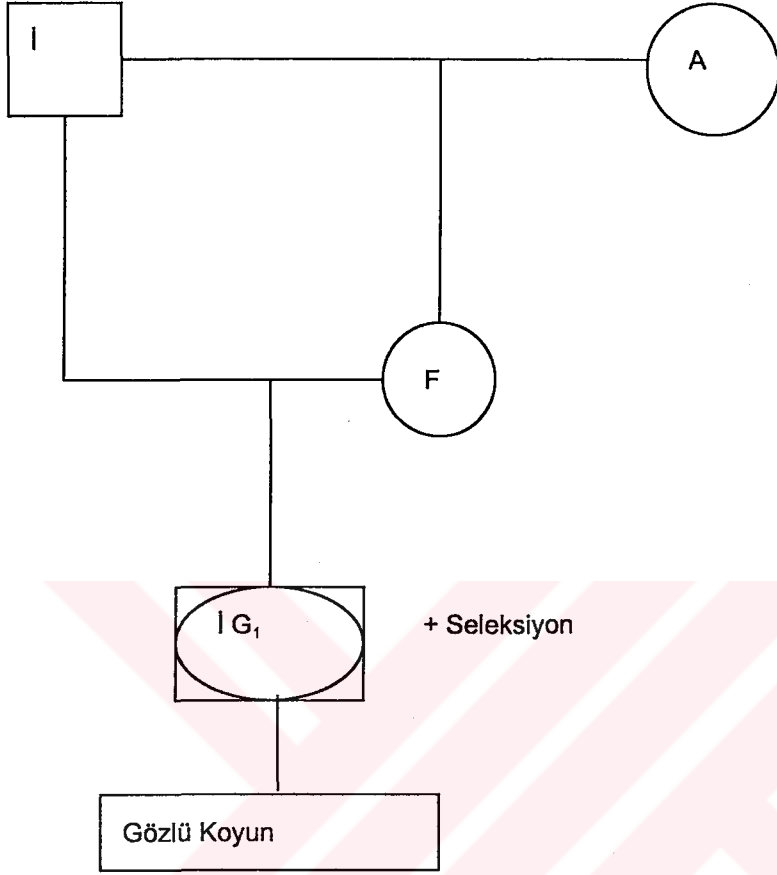 İ
A
F
İ G₁
+ Seleksiyon
Gözlü Koyun